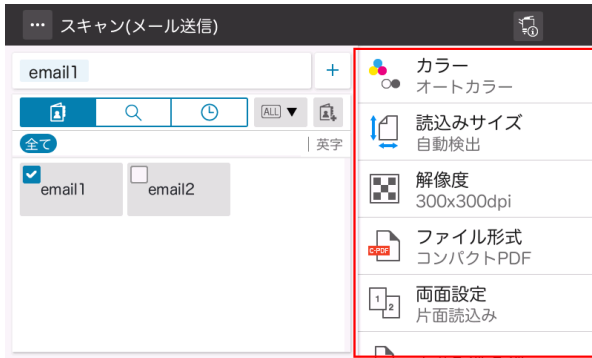 スキャン(メール送信)
email1
+
ALL ▼
全て
英字
email1
email2
カラー
オートカラー
読込みサイズ
自動検出
解像度
300x300dpi
ファイル形式
C-PDF
コンパクトPDF
両面設定
1 2
片面読込み